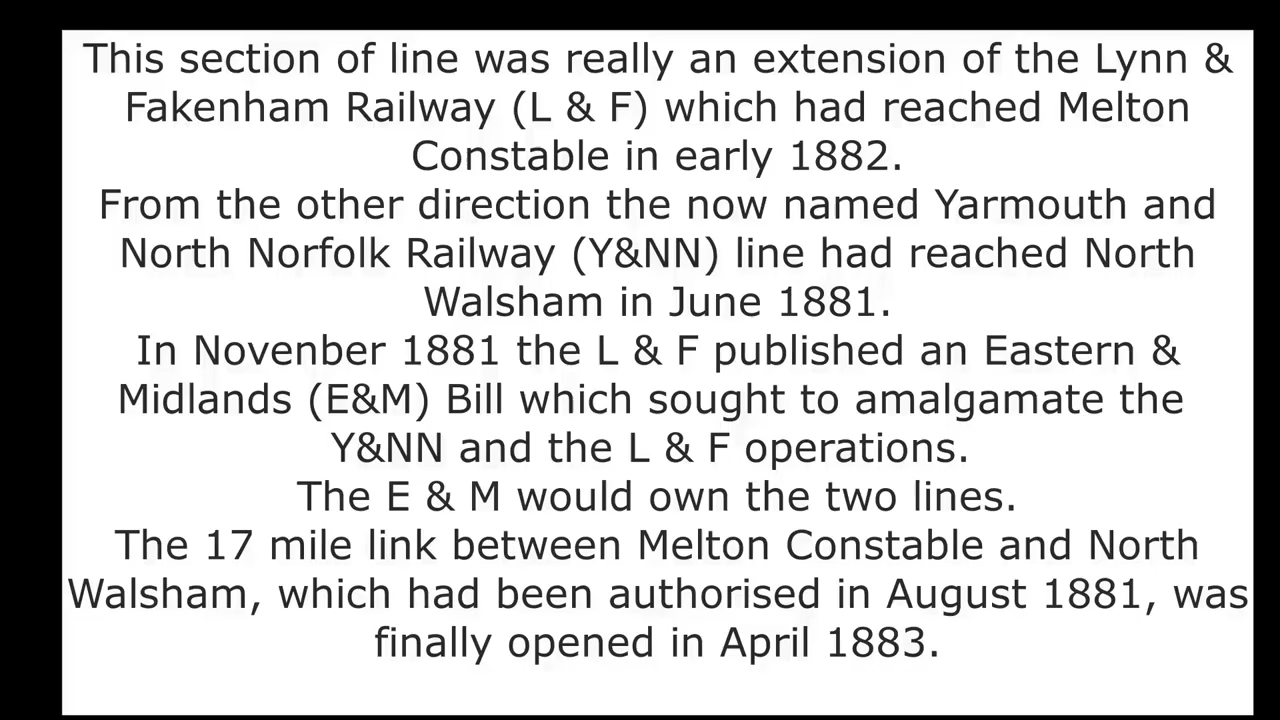 This section of line was really an extension of the Lynn &
Fakenham Railway (L & F) which had reached Melton
Constable in early 1882.
From the other direction the now named Yarmouth and
North Norfolk Railway (Y&NN) line had reached North
Walsham in June 1881.
In Novenber 1881 the L & F published an Eastern &
Midlands (E&M) Bill which sought to amalgamate the
Y&NN and the L & F operations.
The E & M would own the two lines.
The 17 mile link between Melton Constable and North
Walsham, which had been authorised in August 1881, was
finally opened in April 1883.